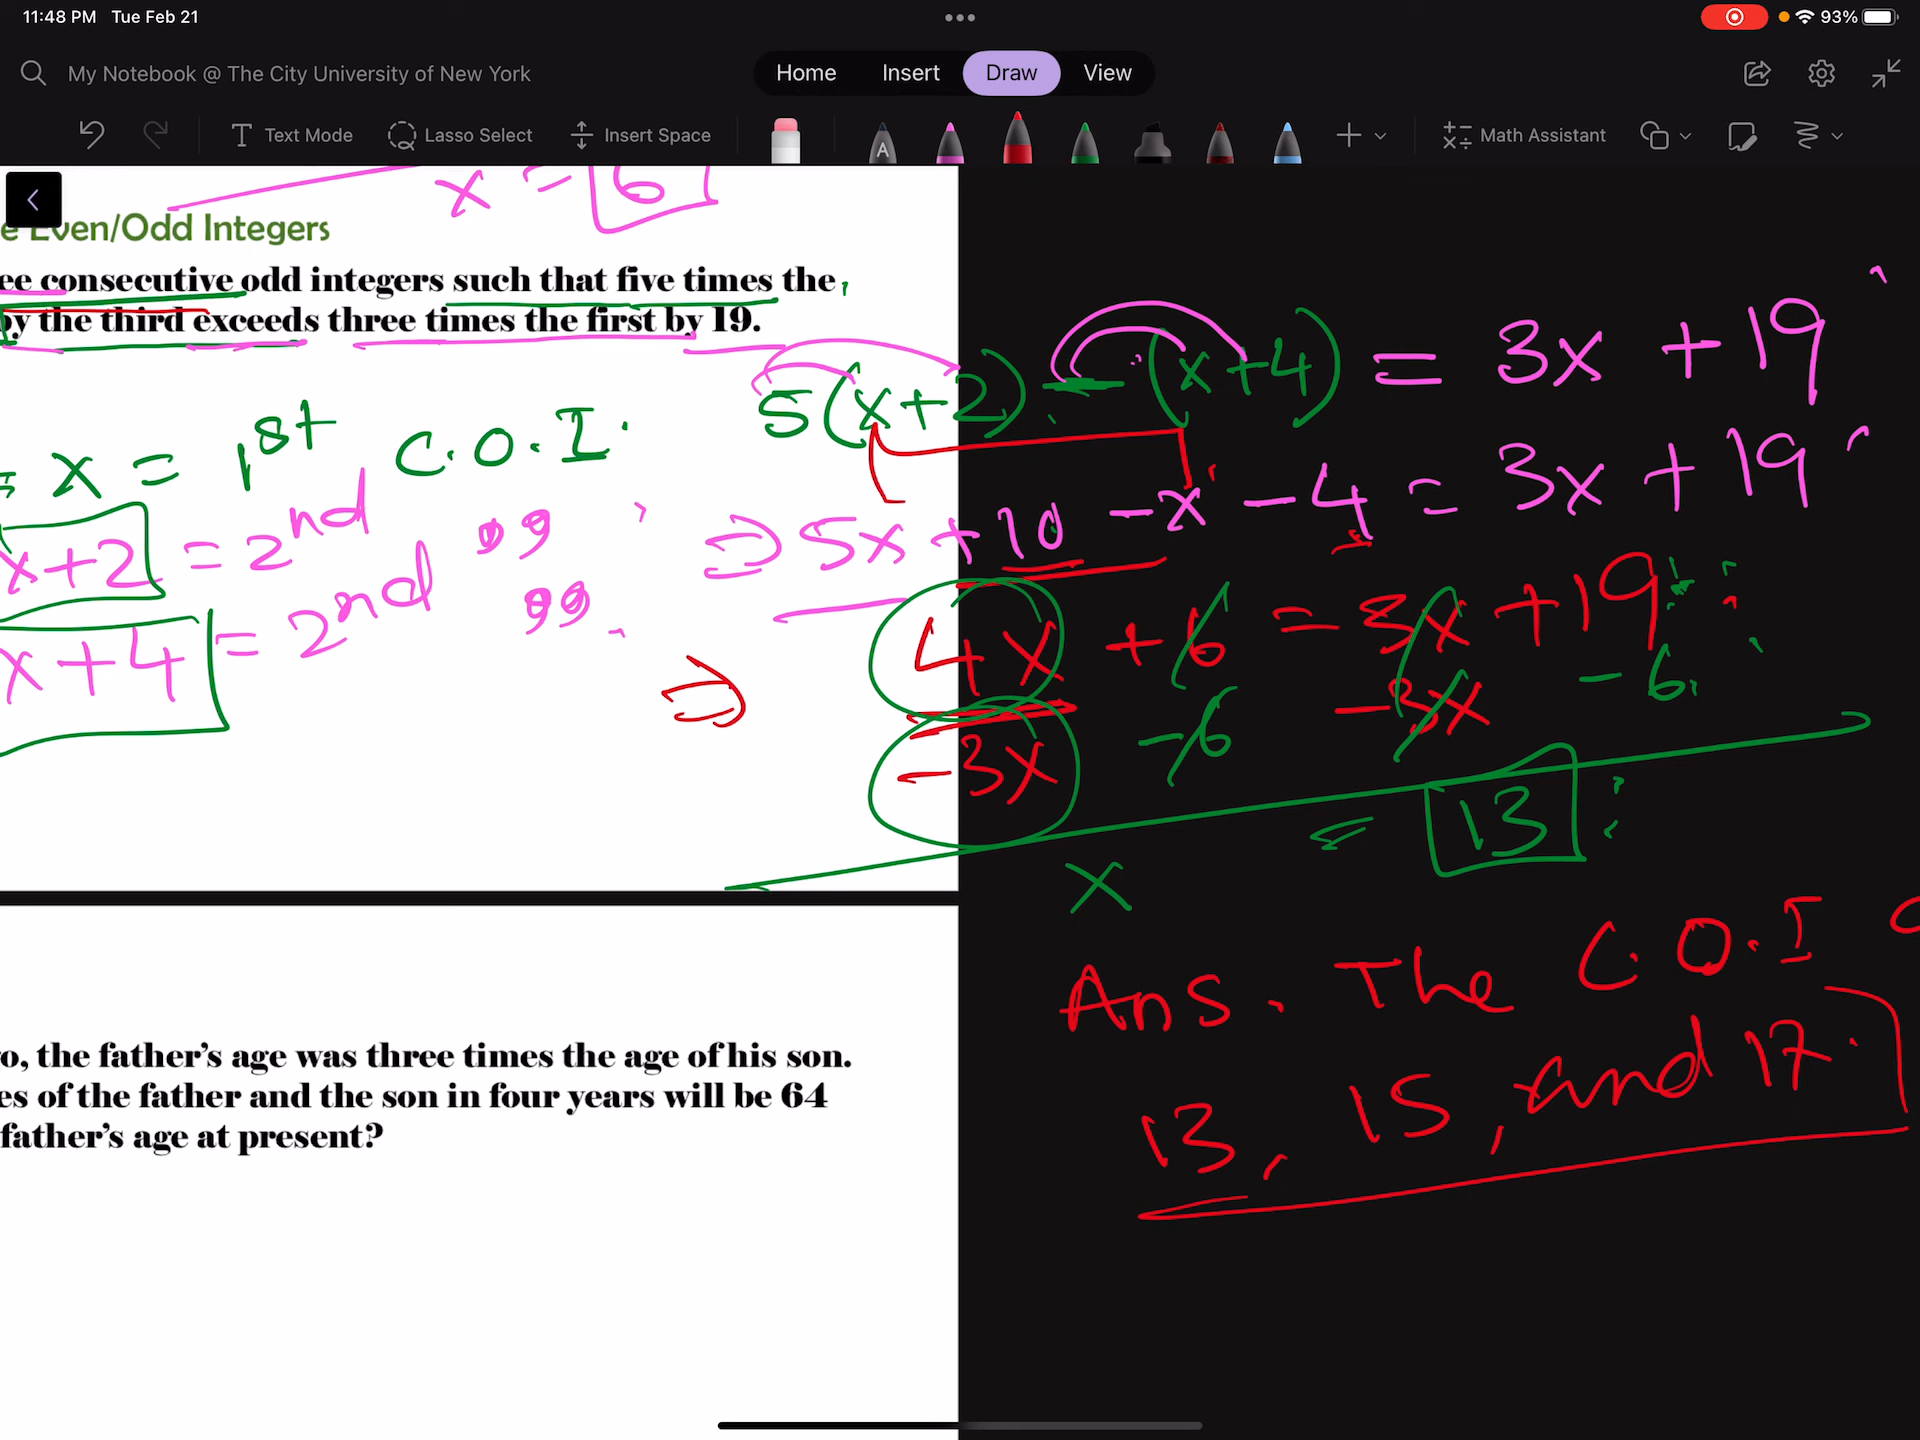 11:48 PM Tue Feb 21
93%
My Notebook @ The City University of New York
Home Insert Draw View
Text Mode Lasso Select Insert Space A Math Assistant
x = 6
e Even/Odd Integers
ee consecutive odd integers such that five times the
by the third exceeds three times the first by 19.
5(x+2) - (x+4) = 3x + 19
x = 1st C.O.I.
x+2 = 2nd ,,
⇒ 5x + 10 - x - 4 = 3x + 19
x+4 = 2nd ,,
⇒ 4x + 6 = 3x + 19
-3x -6 -3x - 6
x = 13
Ans. The C.O.I
13, 15, and 17.
o, the father's age was three times the age of his son.
es of the father and the son in four years will be 64
father's age at present?